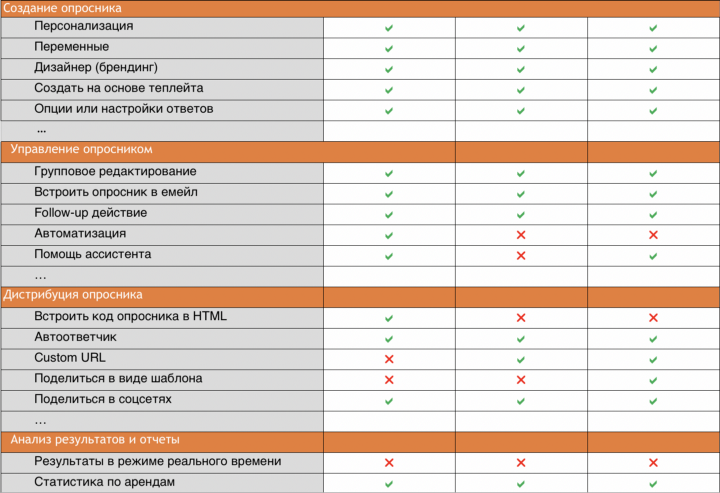 Создание опросника
Персонализация
Переменные
Дизайнер (брендинг)
Создать на основе теплейта
Опции или настройки ответов
...
Управление опросником
Групповое редактирование
Встроить опросник в емейл
Follow-up действие
Автоматизация
Помощь ассистента
...
Дистрибуция опросника
Встроить код опросника в HTML
Автоответчик
Custom URL
Поделиться в виде шаблона
Поделиться в соцсетях
...
Анализ результатов и отчеты
Результаты в режиме реального времени
Статистика по арендам